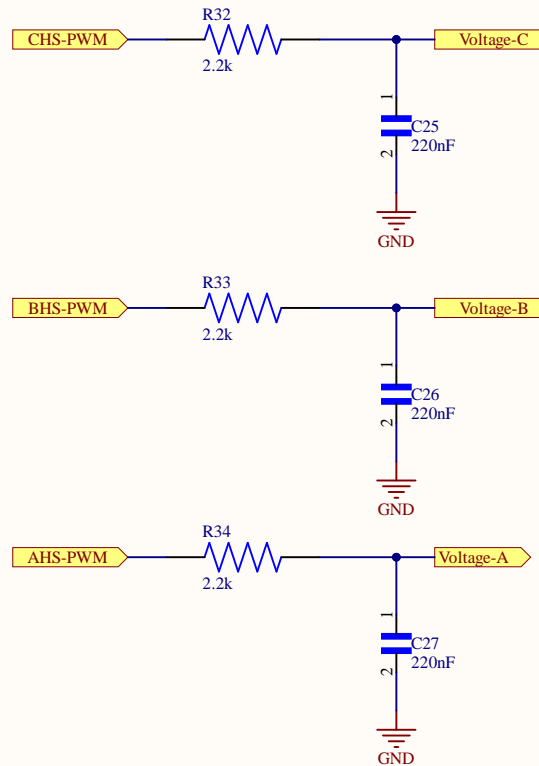 R32
CHS-PWM
Voltage-C
2.2k
1
C25
220nF
2
GND
R33
BHS-PWM
Voltage-B
2.2k
1
C26
220nF
2
GND
R34
AHS-PWM
Voltage-A
2.2k
1
C27
220nF
2
GND